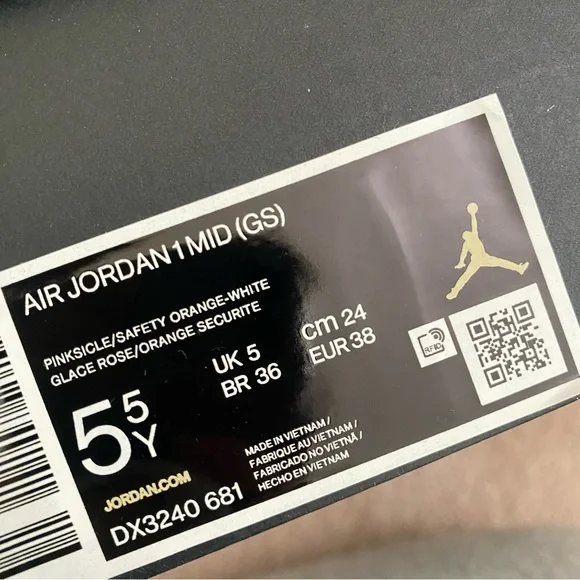 AIR JORDAN 1 MID (GS)
PINKSICLE/SAFETY ORANGE-WHITE
GLACE ROSE/ORANGE SECURITE
5 5 Y
UK 5
BR 36
cm 24
EUR 38
RFID
JORDAN.COM
DX3240 681
MADE IN VIETNAM /
FABRIQUE AU VIETNAM /
FABRICADO NO VIETNÃ /
HECHO EN VIETNAM